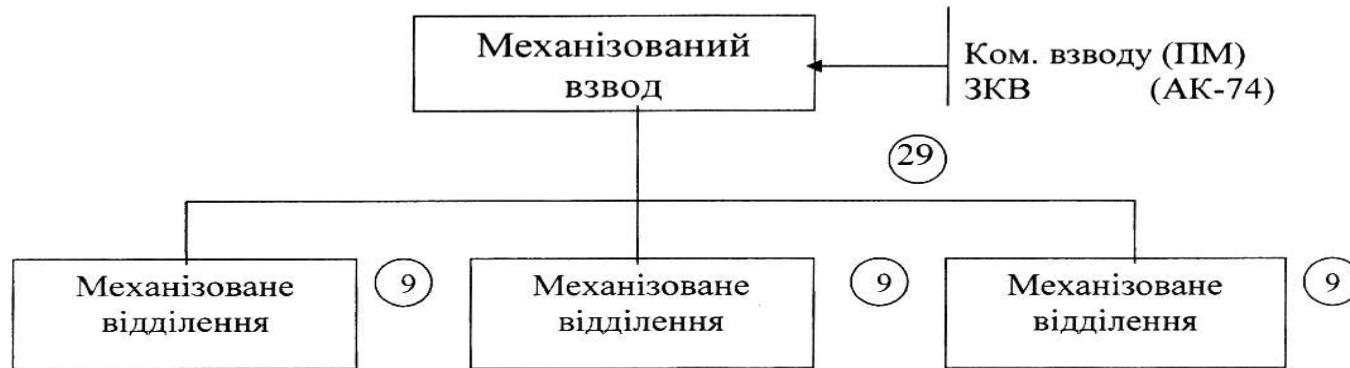 Механізований
взвод
Ком. взводу (ПМ)
ЗКВ (АК-74)
29
Механізоване
відділення
9
Механізоване
відділення
9
Механізоване
відділення
9